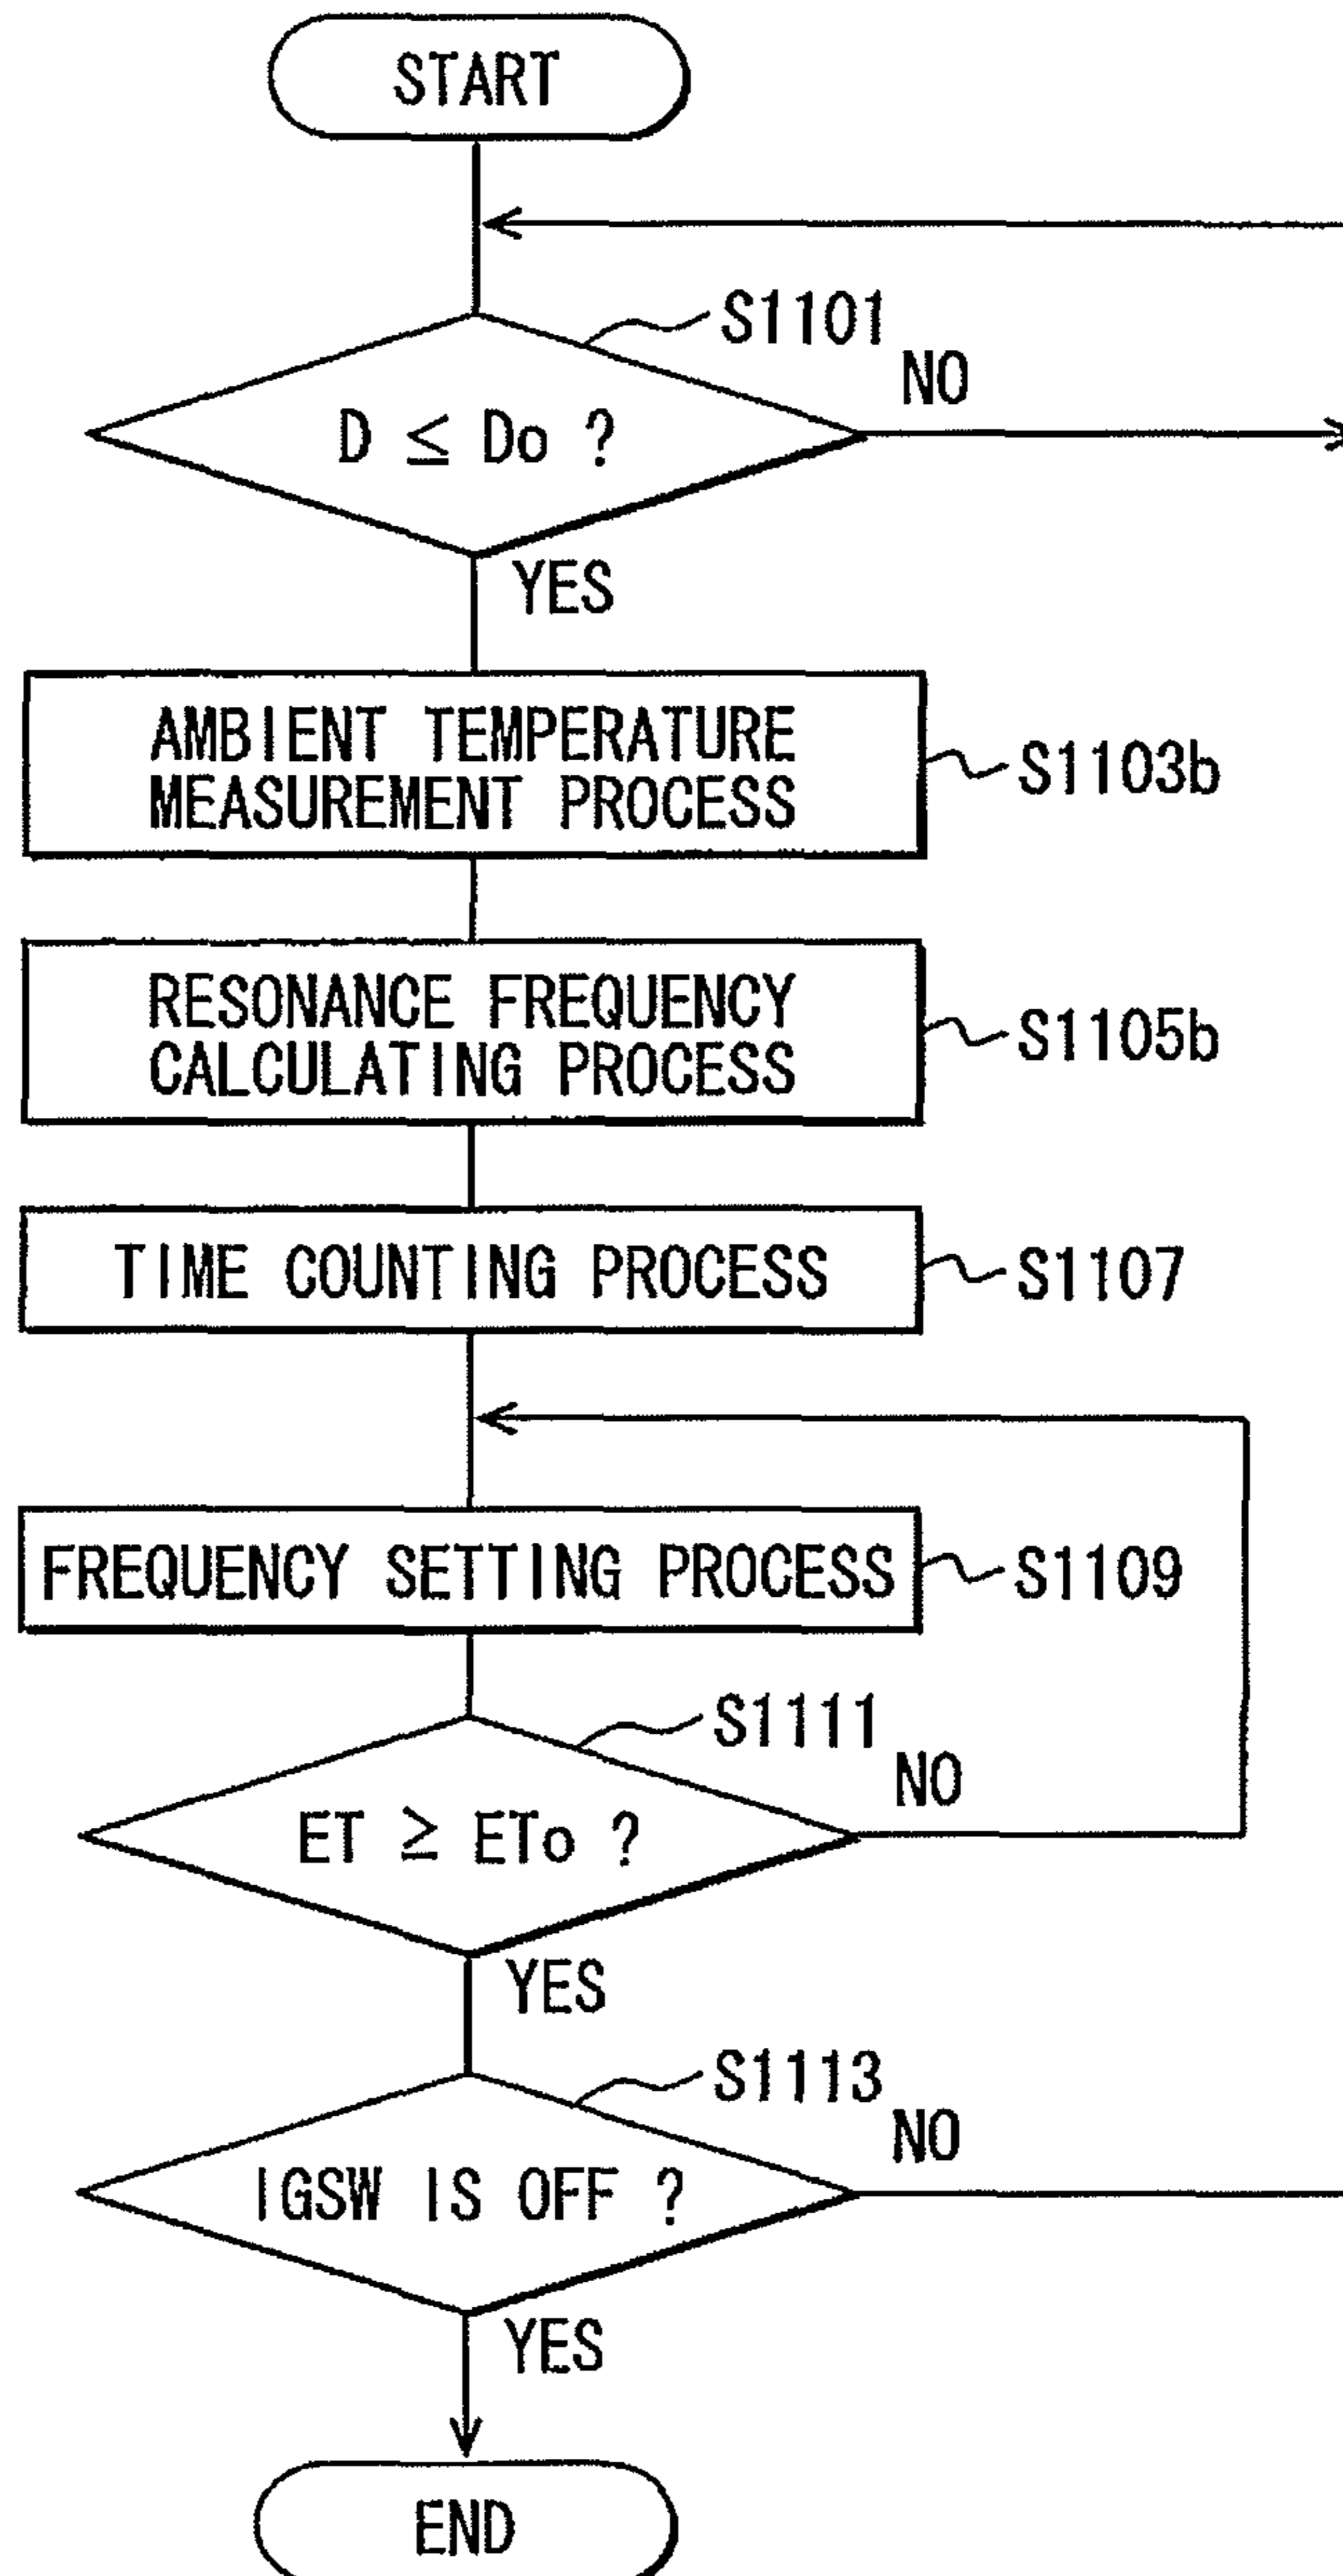 START
S1101
NO
D ≤ Do ?
YES
AMBIENT TEMPERATURE
MEASUREMENT PROCESS
S1103b
RESONANCE FREQUENCY
CALCULATING PROCESS
S1105b
TIME COUNTING PROCESS
S1107
FREQUENCY SETTING PROCESS
S1109
S1111
NO
ET ≥ ETo ?
YES
S1113
NO
IGSW IS OFF ?
YES
END